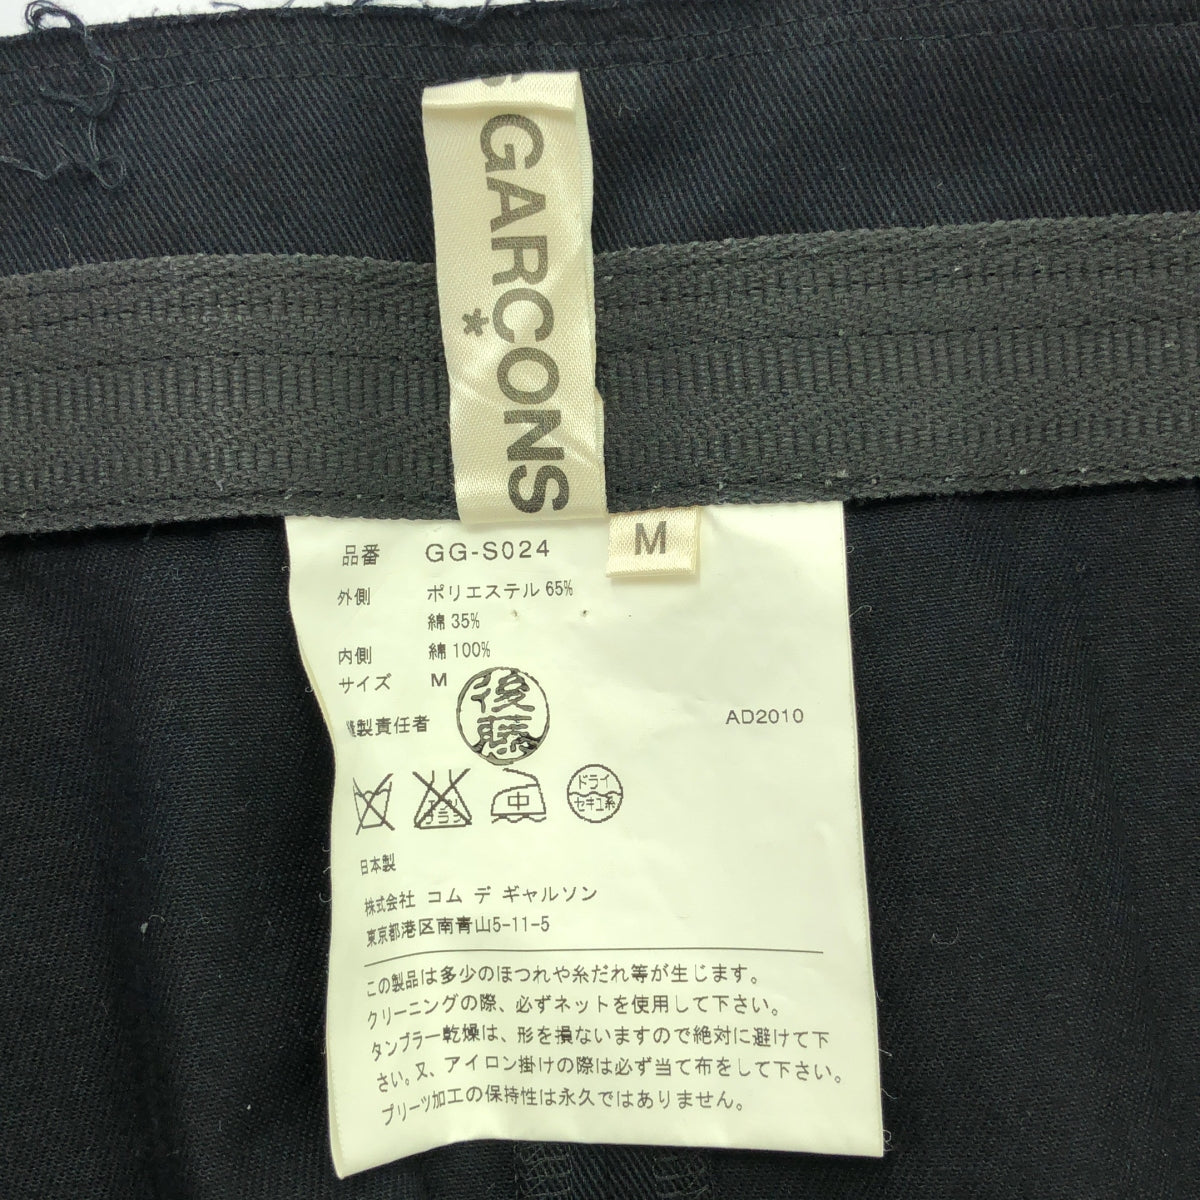 GARCONS
M
品番 GG-S024
外側 ポリエステル 65%
綿 35%
内側 綿 100%
サイズ M
縫製責任者 後藤
AD2010
エンソ
フラン
中
ドライ
セキユ系
日本製
株式会社 コム デ ギャルソン
東京都港区南青山5-11-5
この製品は多少のほつれや糸だれ等が生じます。
クリーニングの際、必ずネットを使用して下さい。
タンブラー乾燥は、形を損ないますので絶対に避けて下
さい。又、アイロン掛けの際は必ず当て布をして下さい。
プリーツ加工の保持性は永久ではありません。